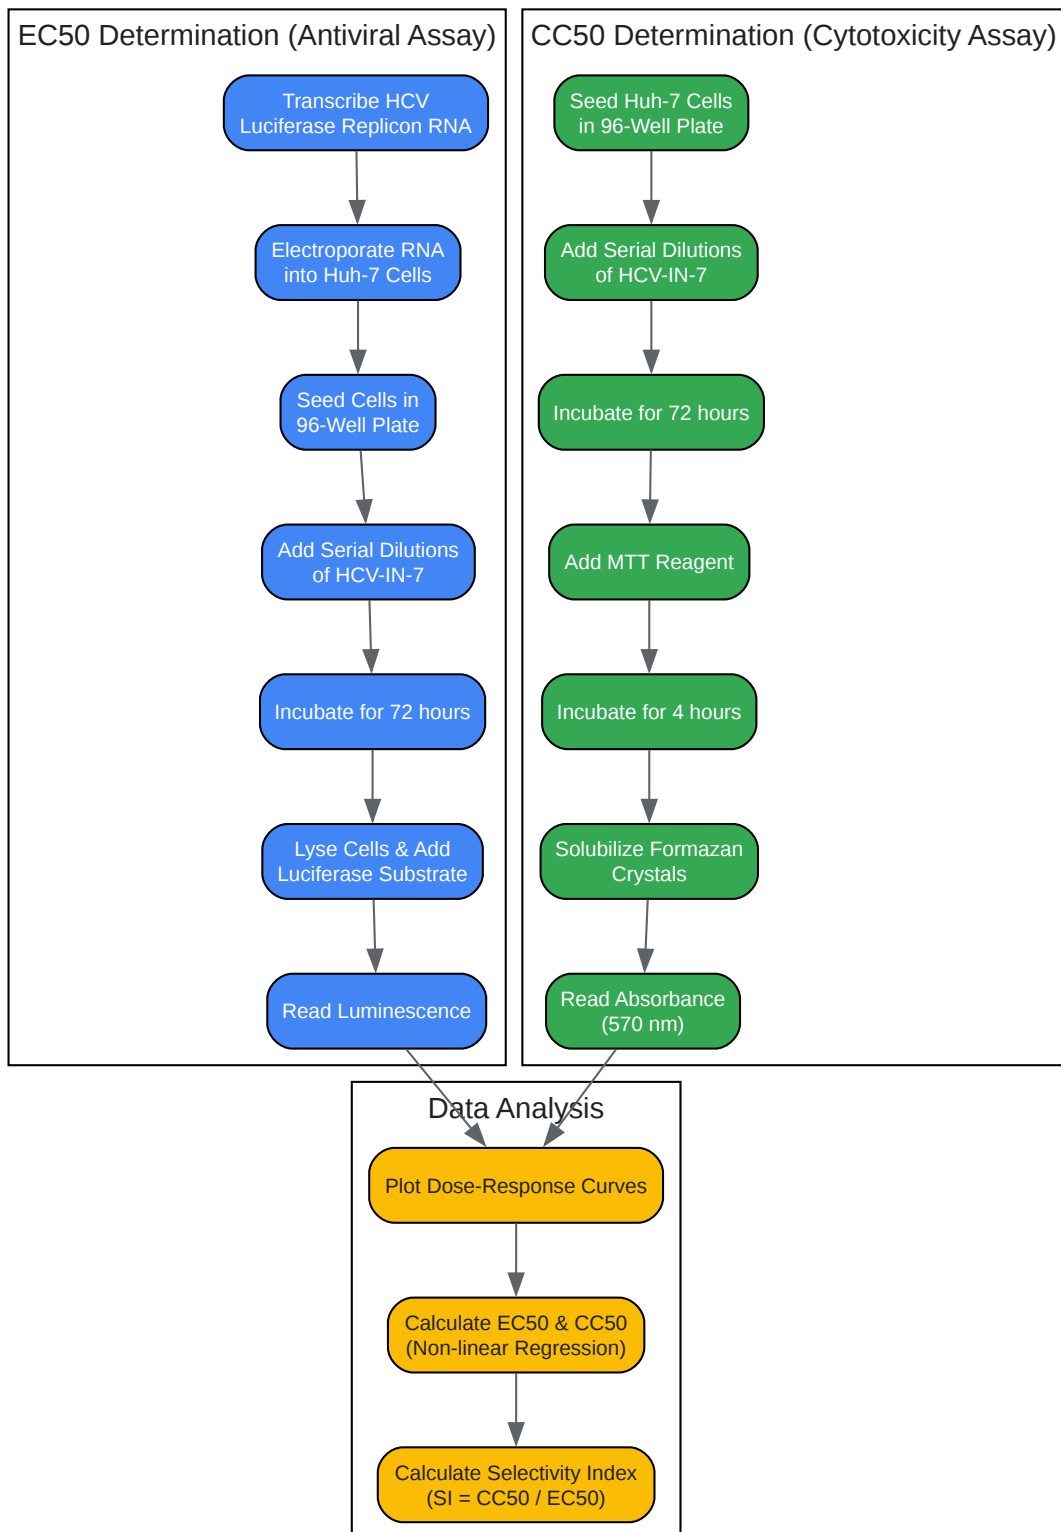 EC50 Determination (Antiviral Assay)
Transcribe HCV
Luciferase Replicon RNA
Electroporate RNA
into Huh-7 Cells
Seed Cells in
96-Well Plate
Add Serial Dilutions
of HCV-IN-7
Incubate for 72 hours
Lyse Cells & Add
Luciferase Substrate
Read Luminescence
CC50 Determination (Cytotoxicity Assay)
Seed Huh-7 Cells
in 96-Well Plate
Add Serial Dilutions
of HCV-IN-7
Incubate for 72 hours
Add MTT Reagent
Incubate for 4 hours
Solubilize Formazan
Crystals
Read Absorbance
(570 nm)
Data Analysis
Plot Dose-Response Curves
Calculate EC50 & CC50
(Non-linear Regression)
Calculate Selectivity Index
(SI = CC50 / EC50)